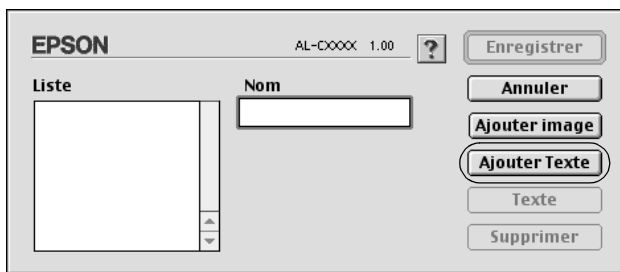 EPSON AL-CXXXX 1.00 ? Enregistrer
Liste Nom Annuler
Ajouter image
Ajouter Texte
Texte
Supprimer